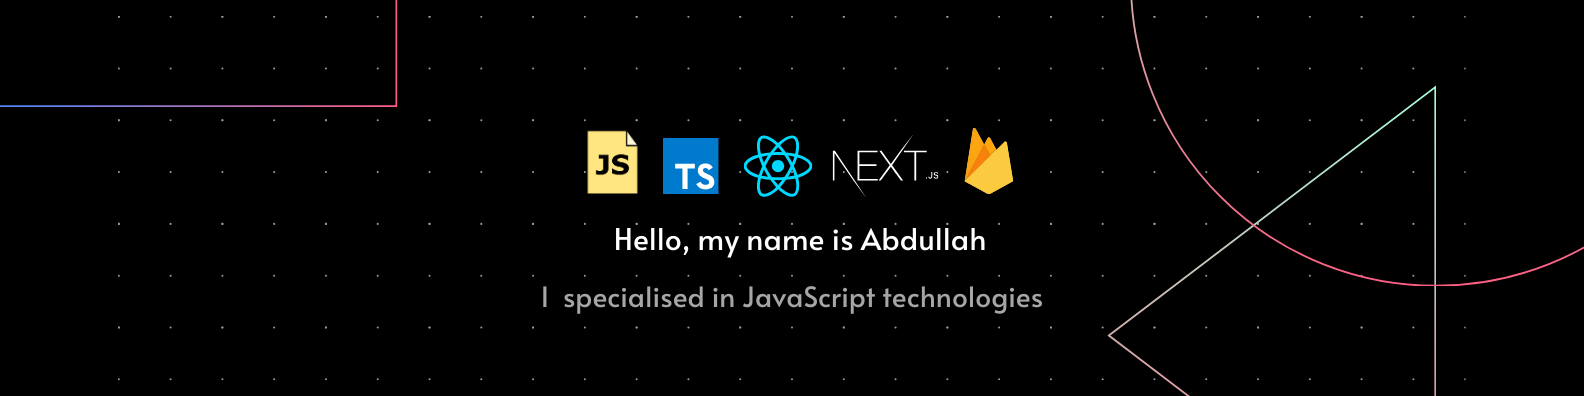 JS TS NEXT.JS
Hello, my name is Abdullah
I specialised in JavaScript technologies